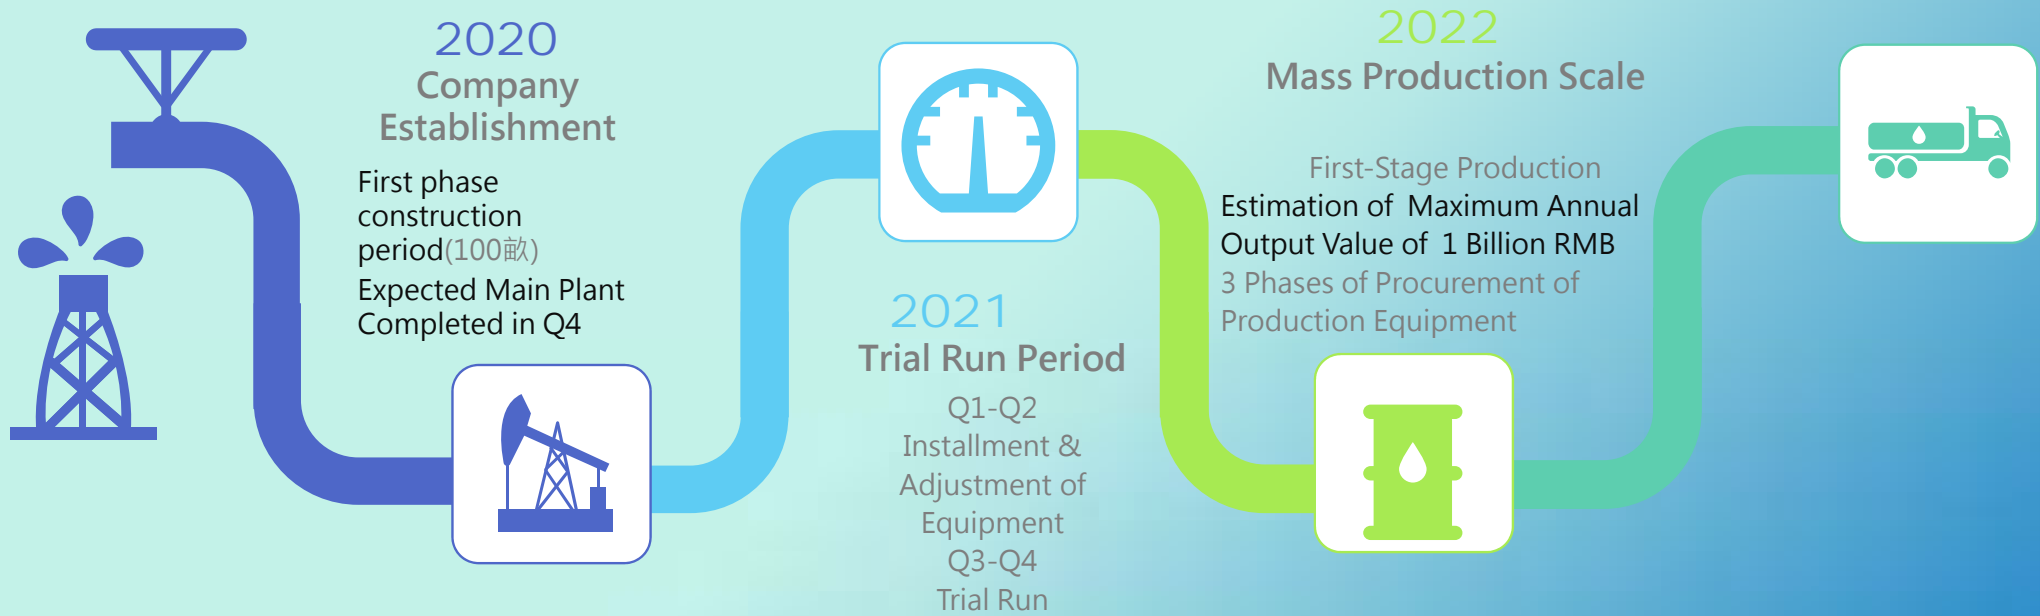 2020
Company
Establishment
First phase
construction
period(100畝)
Expected Main Plant
Completed in Q4
2021
Trial Run Period
Q1-Q2
Installment &
Adjustment of
Equipment
Q3-Q4
Trial Run
2022
Mass Production Scale
First-Stage Production
Estimation of Maximum Annual
Output Value of 1 Billion RMB
3 Phases of Procurement of
Production Equipment